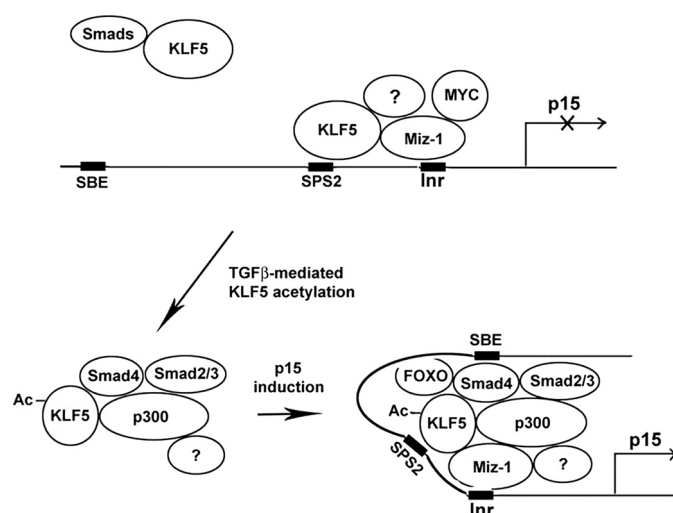 Smads
KLF5
?
MYC
KLF5
Miz-1
p15
SBE
SPS2
Inr
TGFβ-mediated
KLF5 acetylation
Smad4
Smad2/3
Ac
KLF5
p300
?
p15
induction
SBE
FOXO
Smad4
Smad2/3
Ac
KLF5
p300
SPS2
Miz-1
?
p15
Inr